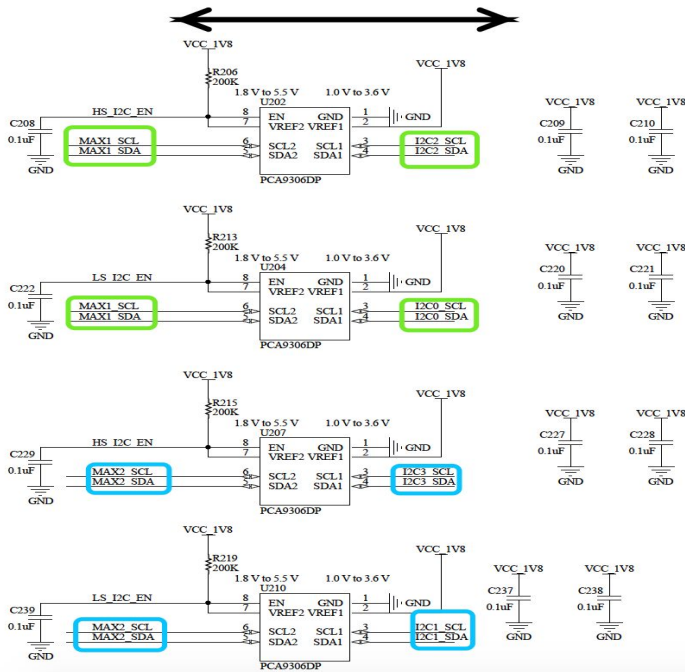 VCC_1V8
VCC_1V8
R206
200K
1.8 V to 5.5 V
1.0 V to 3.6 V
U202
HS_I2C_EN
8
EN
GND
1
GND
7
VREF2
VREF1
2
C208
0.1uF
GND
MAX1_SCL
6
SCL2
SCL1
3
I2C2_SCL
MAX1_SDA
5
SDA2
SDA1
4
I2C2_SDA
PCA9306DP
VCC_1V8
C209
0.1uF
GND
VCC_1V8
C210
0.1uF
GND
VCC_1V8
VCC_1V8
R213
200K
1.8 V to 5.5 V
1.0 V to 3.6 V
U204
LS_I2C_EN
8
EN
GND
1
GND
7
VREF2
VREF1
2
C222
0.1uF
GND
MAX1_SCL
6
SCL2
SCL1
3
I2C0_SCL
MAX1_SDA
5
SDA2
SDA1
4
I2C0_SDA
PCA9306DP
VCC_1V8
C220
0.1uF
GND
VCC_1V8
C221
0.1uF
GND
VCC_1V8
VCC_1V8
R215
200K
1.8 V to 5.5 V
1.0 V to 3.6 V
U207
HS_I2C_EN
8
EN
GND
1
GND
7
VREF2
VREF1
2
C229
0.1uF
GND
MAX2_SCL
6
SCL2
SCL1
3
I2C3_SCL
MAX2_SDA
5
SDA2
SDA1
4
I2C3_SDA
PCA9306DP
VCC_1V8
C227
0.1uF
GND
VCC_1V8
C228
0.1uF
GND
VCC_1V8
VCC_1V8
R219
200K
1.8 V to 5.5 V
1.0 V to 3.6 V
U210
LS_I2C_EN
8
EN
GND
1
GND
7
VREF2
VREF1
2
C239
0.1uF
GND
MAX2_SCL
6
SCL2
SCL1
3
I2C1_SCL
MAX2_SDA
5
SDA2
SDA1
4
I2C1_SDA
PCA9306DP
VCC_1V8
C237
0.1uF
GND
VCC_1V8
C238
0.1uF
GND